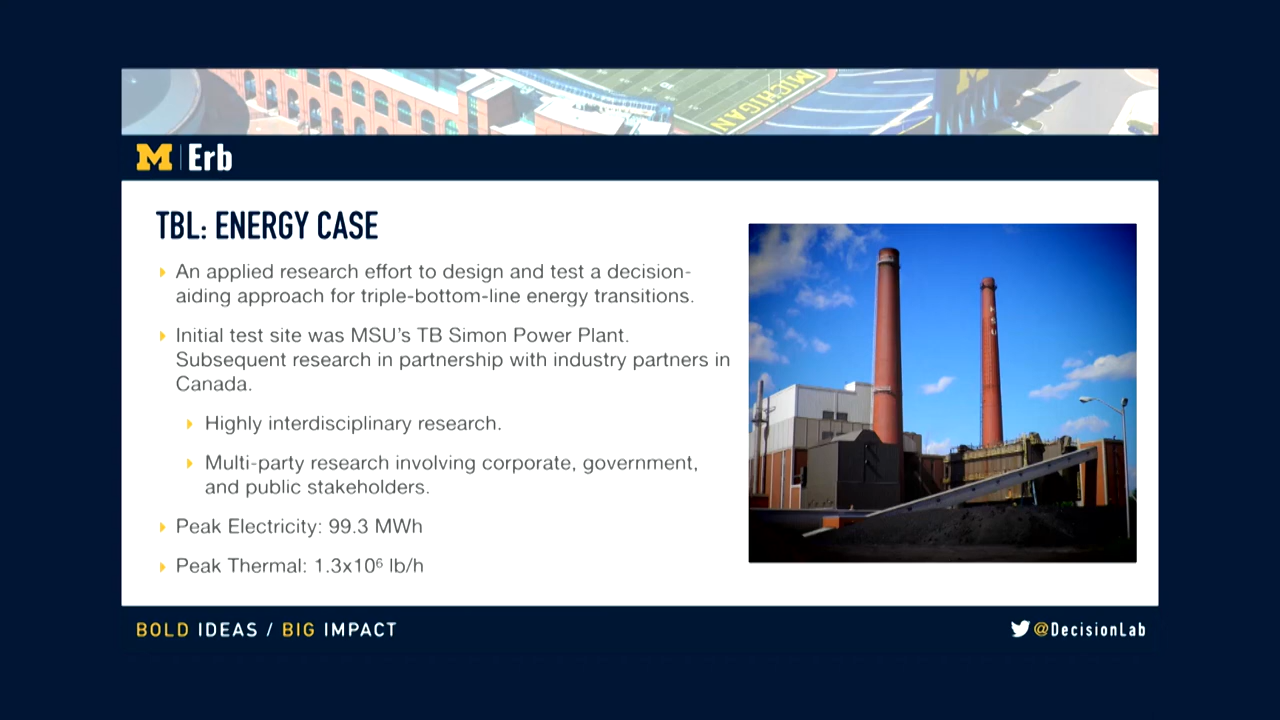 MICHIGAN
M
M | Erb
TBL: ENERGY CASE
An applied research effort to design and test a decision-
aiding approach for triple-bottom-line energy transitions.
Initial test site was MSU’s TB Simon Power Plant.
Subsequent research in partnership with industry partners in
Canada.
Highly interdisciplinary research.
Multi-party research involving corporate, government,
and public stakeholders.
Peak Electricity: 99.3 MWh
Peak Thermal: 1.3x10⁶ lb/h
MSU
BOLD IDEAS / BIG IMPACT
@DecisionLab